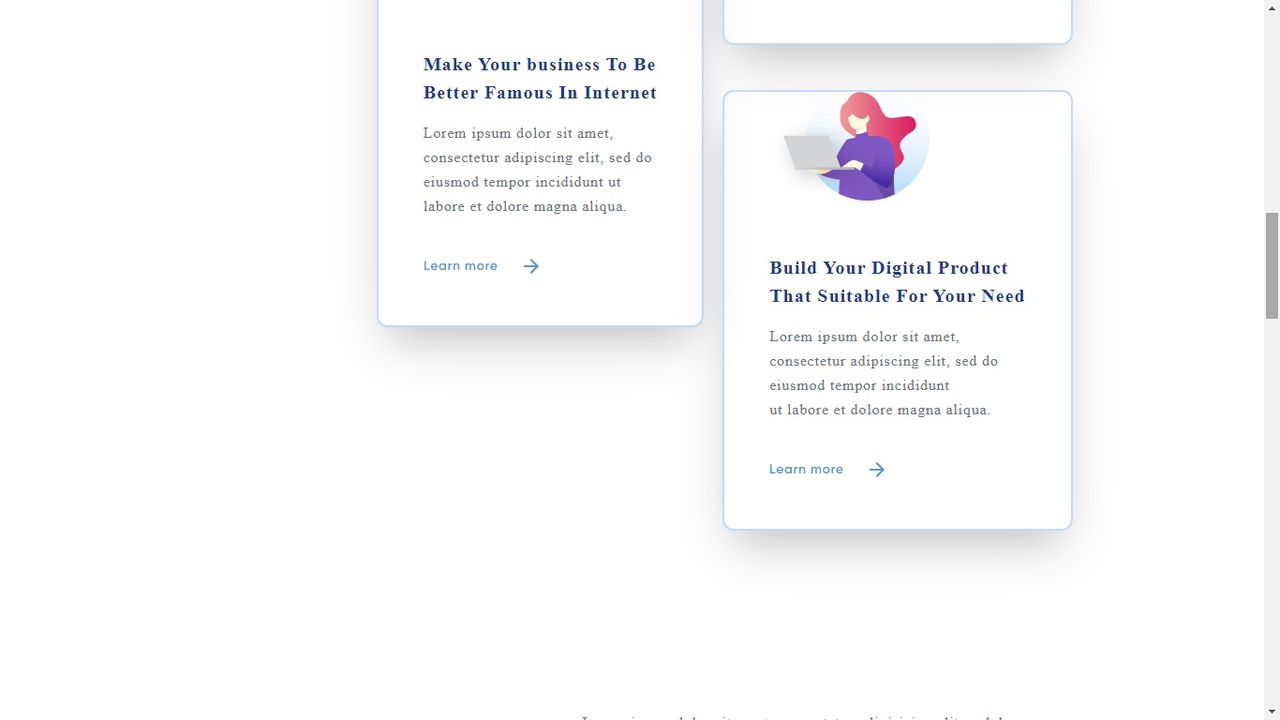 Make Your business To Be
Better Famous In Internet
Lorem ipsum dolor sit amet,
consectetur adipiscing elit, sed do
eiusmod tempor incididunt ut
labore et dolore magna aliqua.
Learn more
Build Your Digital Product
That Suitable For Your Need
Lorem ipsum dolor sit amet,
consectetur adipiscing elit, sed do
eiusmod tempor incididunt
ut labore et dolore magna aliqua.
Learn more